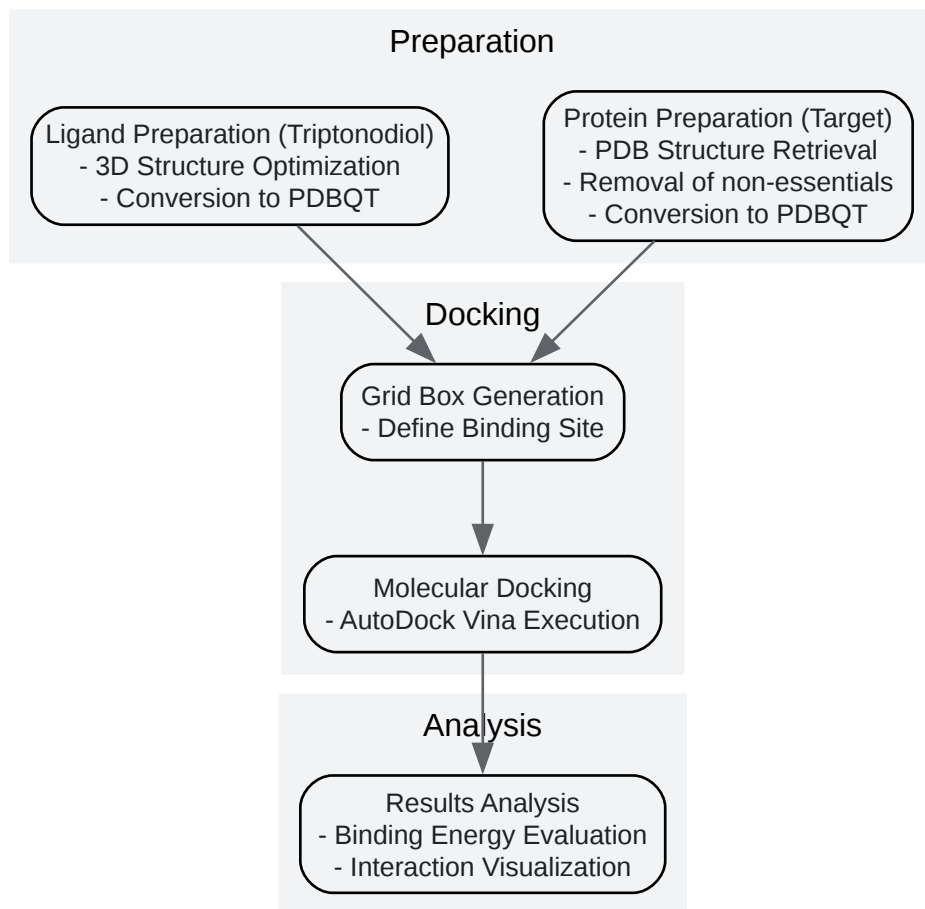 Preparation
Ligand Preparation (Triptonodiol)
- 3D Structure Optimization
- Conversion to PDBQT
Protein Preparation (Target)
- PDB Structure Retrieval
- Removal of non-essentials
- Conversion to PDBQT
Docking
Grid Box Generation
- Define Binding Site
Molecular Docking
- AutoDock Vina Execution
Analysis
Results Analysis
- Binding Energy Evaluation
- Interaction Visualization